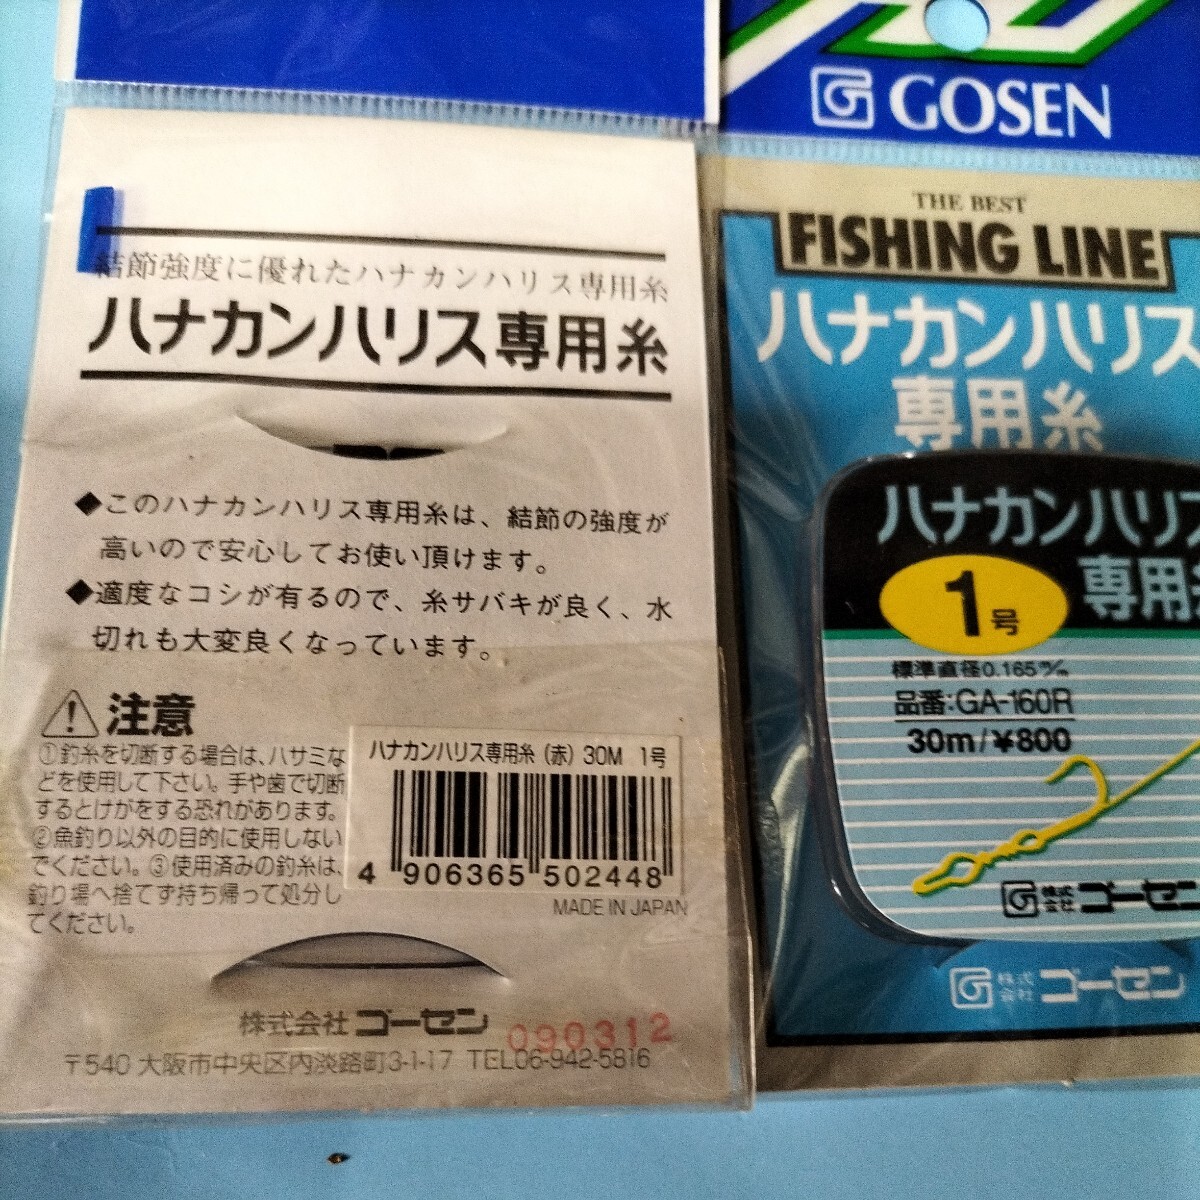 結節強度に優れたハナカンハリス専用糸
ハナカンハリス専用糸
◆このハナカンハリス専用糸は、結節の強度が
高いので安心してお使い頂けます。
◆適度なコシが有るので、糸サバキが良く、水
切れも大変良くなっています。
注意
①釣糸を切断する場合は、ハサミな
どを使用して下さい。手や歯で切断
するとけがをする恐れがあります。
②魚釣り以外の目的に使用しない
でください。③使用済みの釣糸は、
釣り場へ捨てず持ち帰って処分し
てください。
ハナカンハリス専用糸（赤）30M 1号
4 906365 502448
MADE IN JAPAN
株式会社 ゴーセン
090312
〒540 大阪市中央区内淡路町3-1-17 TEL06-942-5816
GOSEN
THE BEST
FISHING LINE
ハナカンハリス
専用糸
ハナカンハリス
専用糸
1号
標準直径0.165m/m
品番:GA-160R
30m/¥800
株式会社 ゴーセン
株式会社 ゴーセン